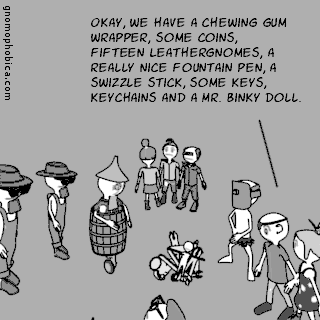 gnomophobica.com
OKAY, WE HAVE A CHEWING GUM
WRAPPER, SOME COINS,
FIFTEEN LEATHERGNOMES, A
REALLY NICE FOUNTAIN PEN, A
SWIZZLE STICK, SOME KEYS,
KEYCHAINS AND A MR. BINKY DOLL.